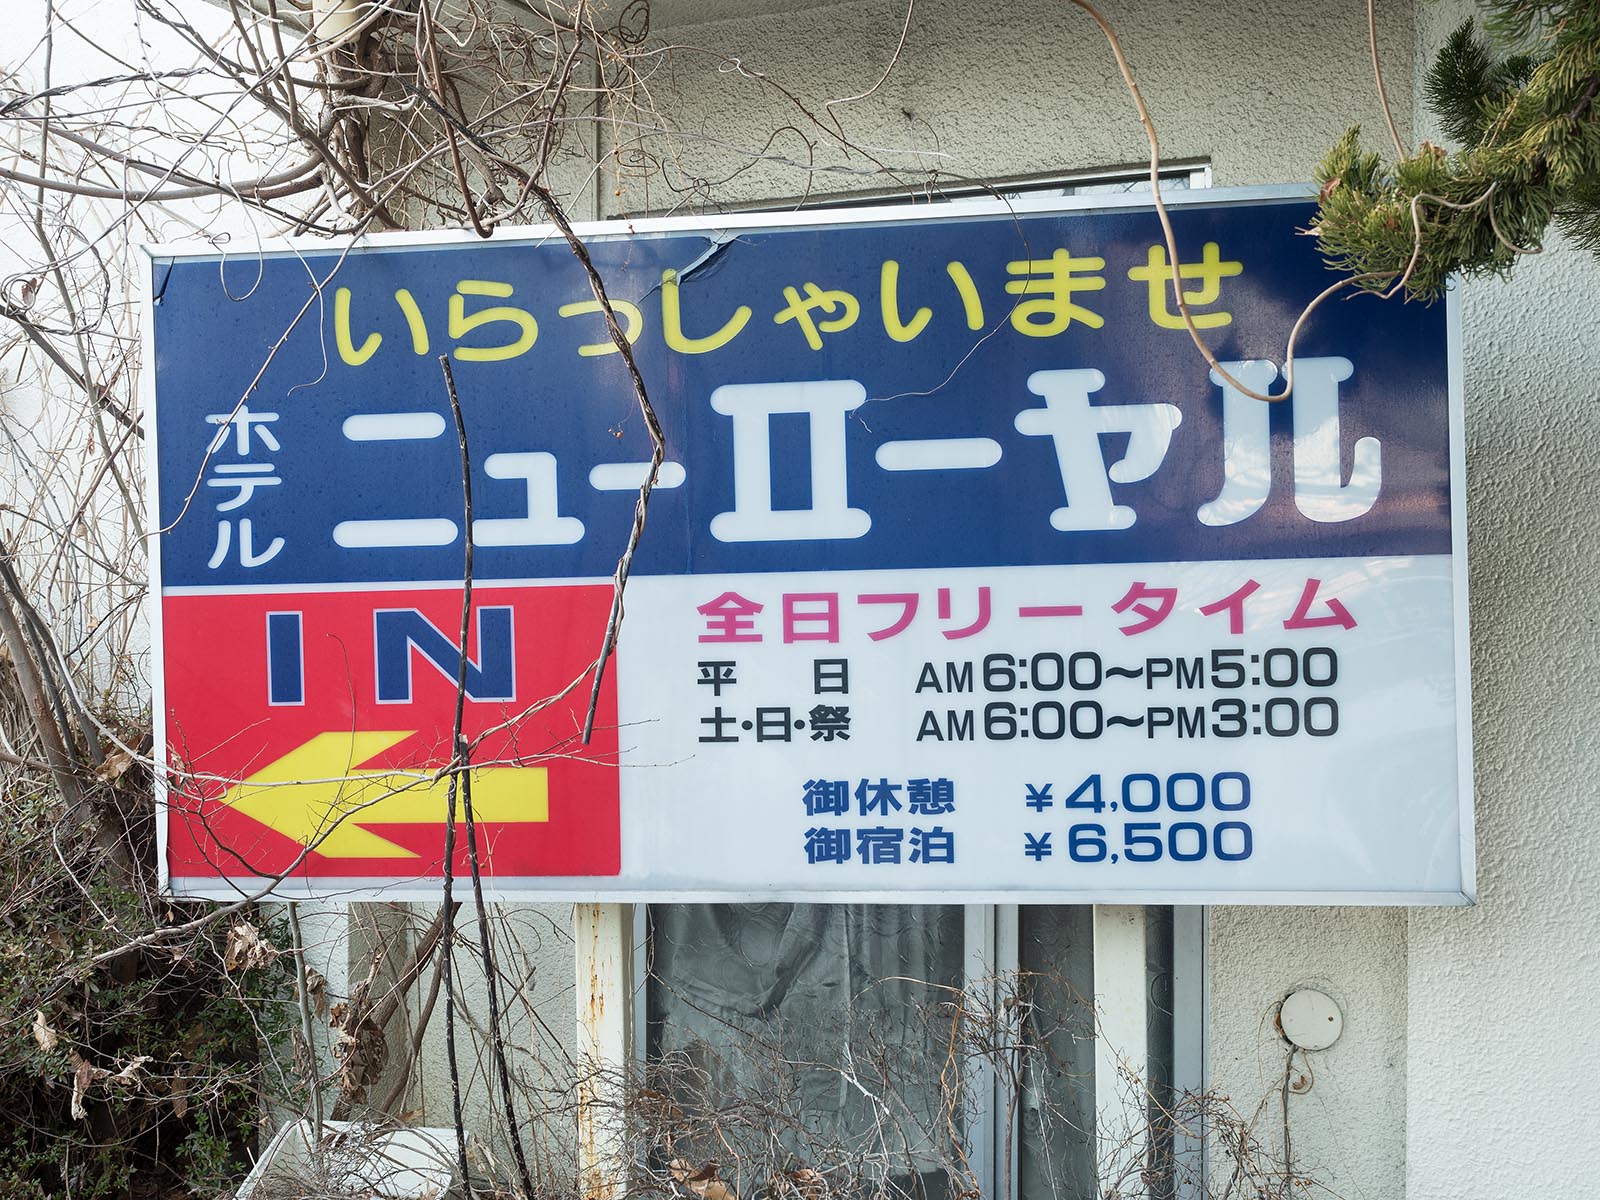 いらっしゃいませ
ホテル ニューローヤル
IN
全日フリータイム
平日 AM6:00〜PM5:00
土・日・祭 AM6:00〜PM3:00
御休憩 ¥4,000
御宿泊 ¥6,500